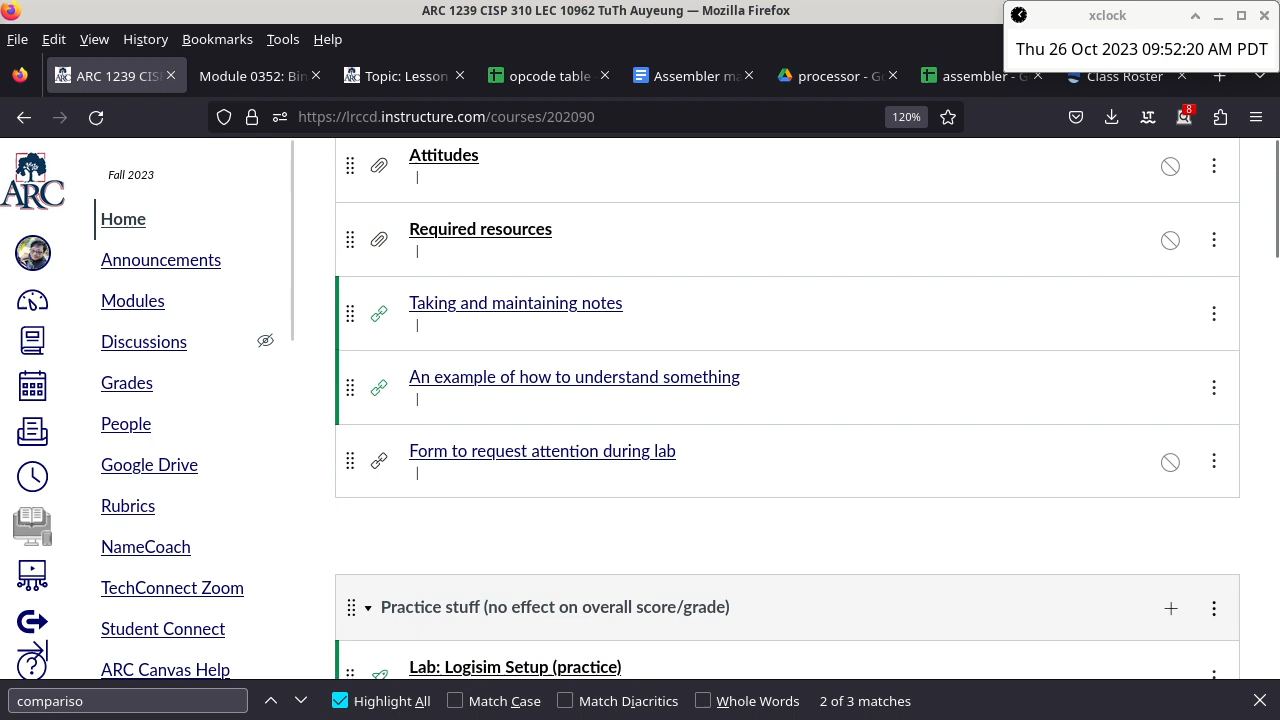 ARC 1239 CISP 310 LEC 10962 TuTh Auyeung — Mozilla Firefox
xclock
File Edit View History Bookmarks Tools Help
Thu 26 Oct 2023 09:52:20 AM PDT
ARC 1239 CIS
Module 0352: Bin
Topic: Lesson
opcode table -
Assembler ma
processor - Go
assembler - G
Class Roster
https://lrccd.instructure.com/courses/202090
120%
8
ARC
Fall 2023
Home
Announcements
Modules
Discussions
Grades
People
Google Drive
Rubrics
NameCoach
TechConnect Zoom
Student Connect
ARC Canvas Help
Attitudes
|
Required resources
|
Taking and maintaining notes
|
An example of how to understand something
|
Form to request attention during lab
|
Practice stuff (no effect on overall score/grade)
Lab: Logisim Setup (practice)
compariso
Highlight All
Match Case
Match Diacritics
Whole Words
2 of 3 matches